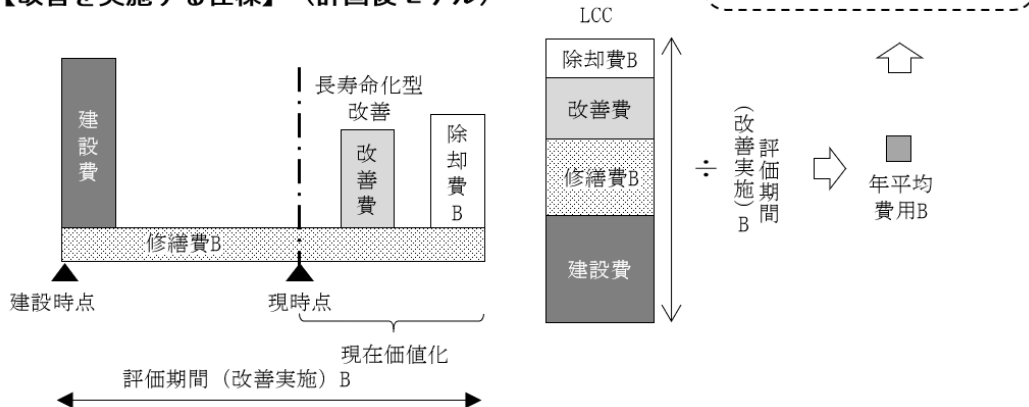 【改善を実施する仕様】（計画後モデル）
建設費
長寿命化型
改善
改善費
除却費B
修繕費B
建設時点
現時点
現在価値化
評価期間（改善実施）B
LCC
除却費B
改善費
修繕費B
建設費
÷
評価期間
（改善実施）B
年平均
費用B